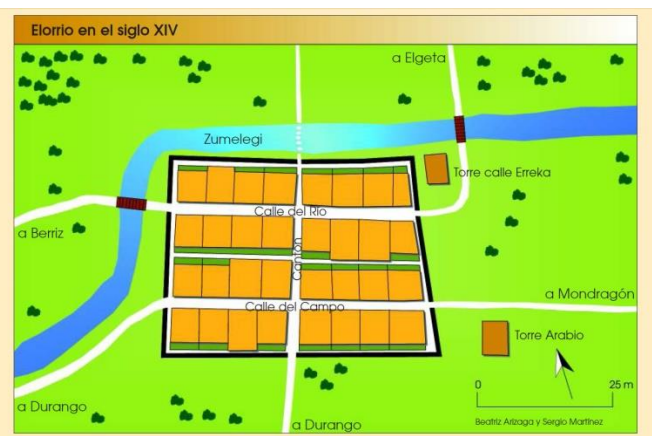 Elorrio en el siglo XIV
a Elgeta
Zumelegi
Torre calle Erreka
Calle del Río
a Berriz
Cantón
a Mondragón
Calle del Campo
Torre Arabio
0 25 m
a Durango
a Durango
Beatriz Arizaga y Sergio Martinez